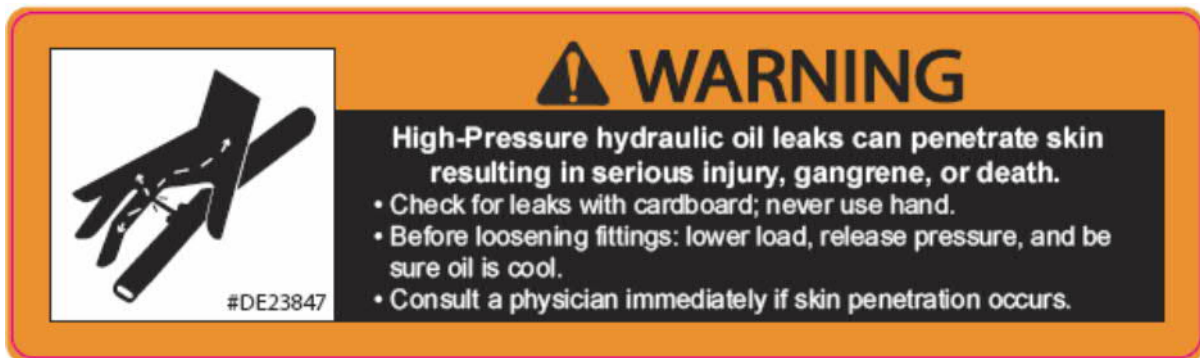 WARNING
High-Pressure hydraulic oil leaks can penetrate skin
resulting in serious injury, gangrene, or death.
• Check for leaks with cardboard; never use hand.
• Before loosening fittings: lower load, release pressure, and be
sure oil is cool.
• Consult a physician immediately if skin penetration occurs.
#DE23847